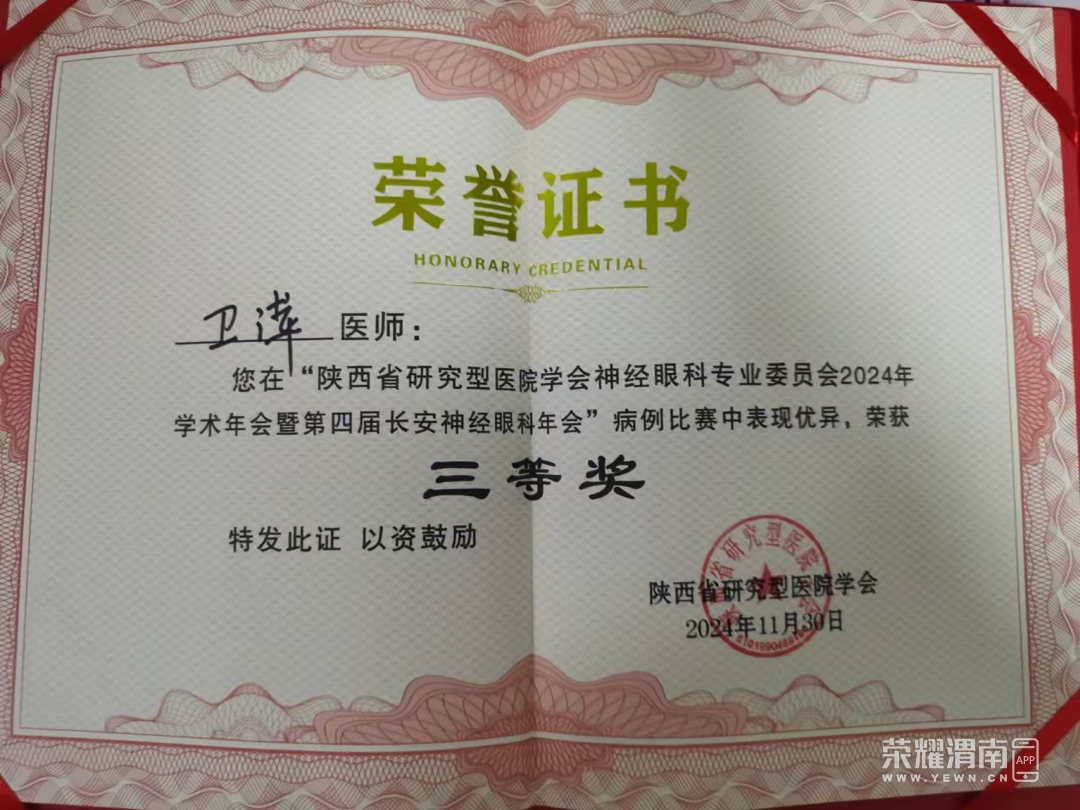 荣誉证书
HONORARY CREDENTIAL
卫萍 医师：
您在“陕西省研究型医院学会神经眼科专业委员会2024年
学术年会暨第四届长安神经眼科年会”病例比赛中表现优异，荣获
三等奖
特发此证 以资鼓励
陕西省研究型医院学会
2024年11月30日
荣耀渭南 APP
WWW.YEWN.CN